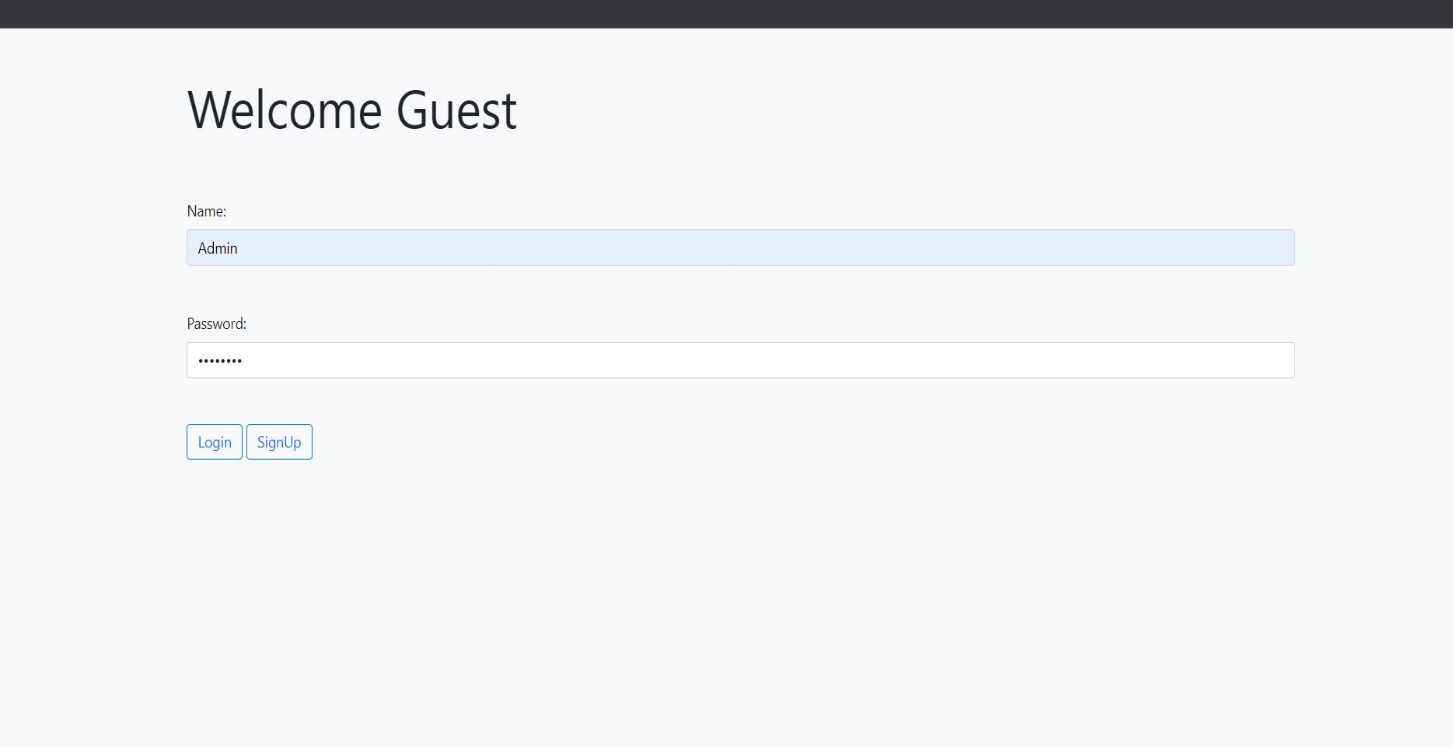 Welcome Guest
Name:
Admin
Password:
••••••••
Login SignUp